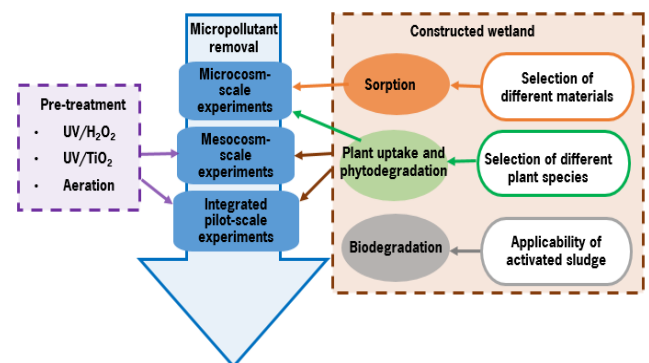 Micropollutant
removal
Microcosm-
scale
experiments
Mesocosm-
scale
experiments
Integrated
pilot-scale
experiments
Pre-treatment
• UV/H₂O₂
• UV/TiO₂
• Aeration
Constructed wetland
Sorption
Selection of
different materials
Plant uptake and
phytodegradation
Selection of different
plant species
Biodegradation
Applicability of
activated sludge